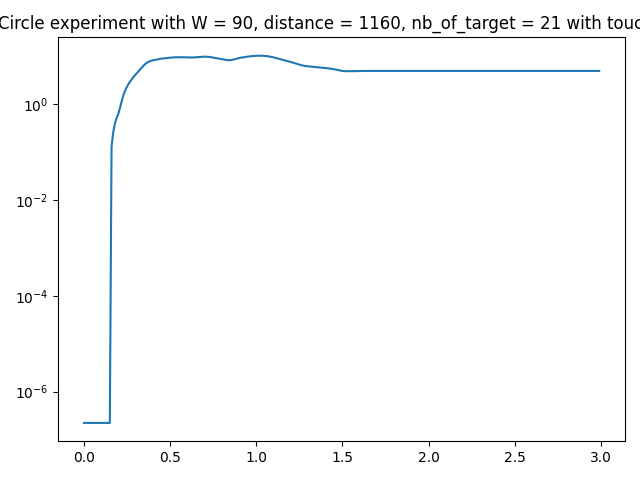 Circle experiment with W = 90, distance = 1160, nb_of_target = 21 with
10⁰
10⁻²
10⁻⁴
10⁻⁶
0.0 0.5 1.0 1.5 2.0 2.5 3.0